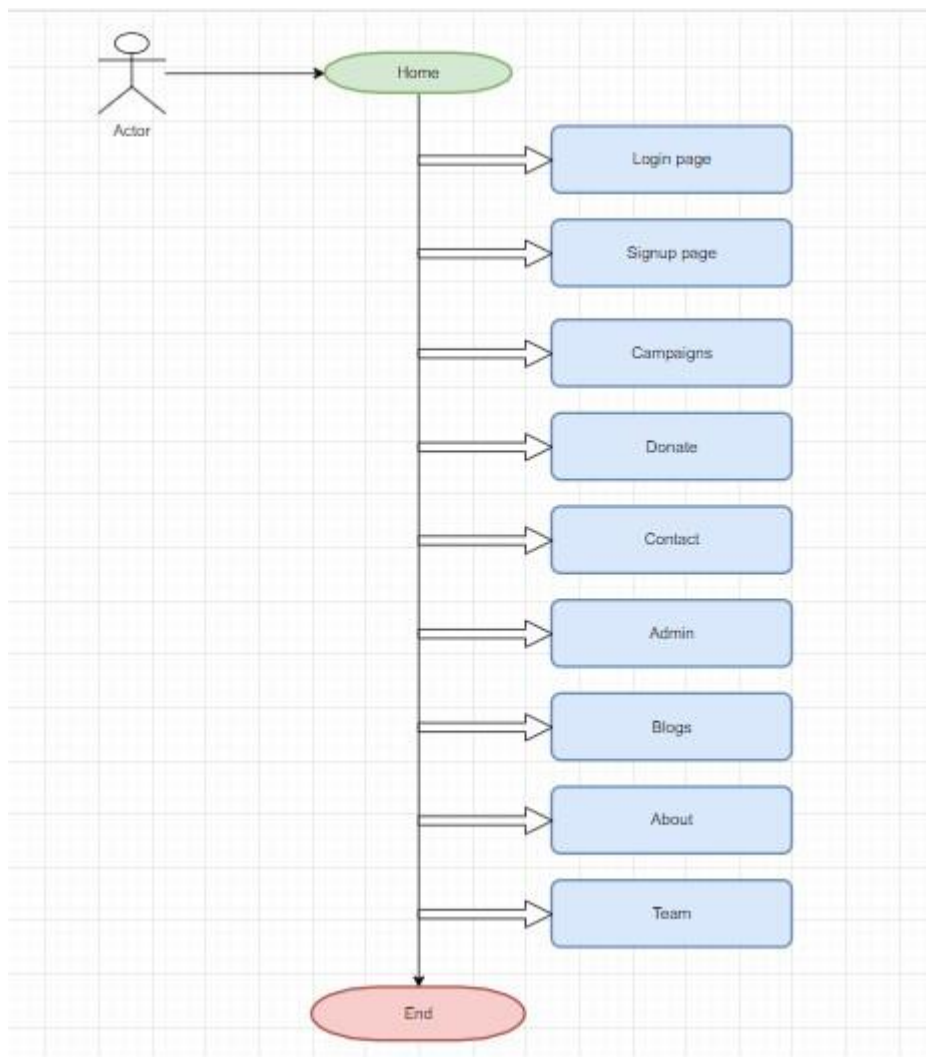 Home
Actor
Login page
Signup page
Campaigns
Donate
Contact
Admin
Blogs
About
Team
End